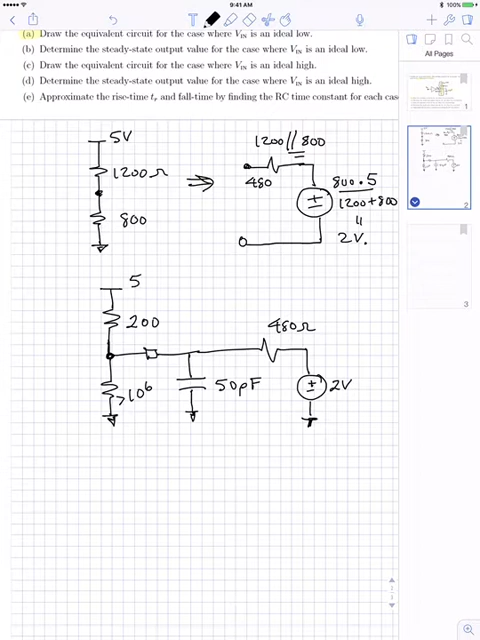 9:41 AM
100%
T
All Pages
(a) Draw the equivalent circuit for the case where V_IN is an ideal low.
(b) Determine the steady-state output value for the case where V_IN is an ideal low.
(c) Draw the equivalent circuit for the case where V_IN is an ideal high.
(d) Determine the steady-state output value for the case where V_IN is an ideal high.
(e) Approximate the rise-time t_r and fall-time by finding the RC time constant for each cas
1
2
3
5V
1200Ω
800
1200//800
=
480
800·5
1200+800
"
2V.
5
200
>10⁶
50pF
480Ω
2V